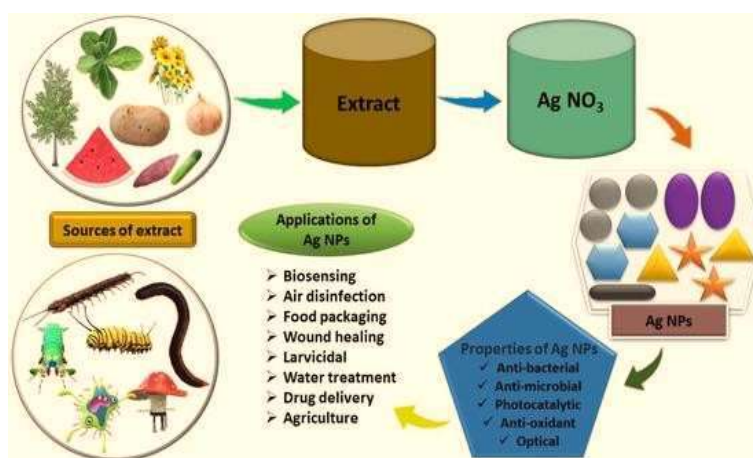 Extract
Ag NO₃
Sources of extract
Applications of
Ag NPs
➢ Biosensing
➢ Air disinfection
➢ Food packaging
➢ Wound healing
➢ Larvicidal
➢ Water treatment
➢ Drug delivery
➢ Agriculture
Ag NPs
Properties of Ag NPs
✓ Anti-bacterial
✓ Anti-microbial
✓ Photocatalytic
✓ Anti-oxidant
✓ Optical